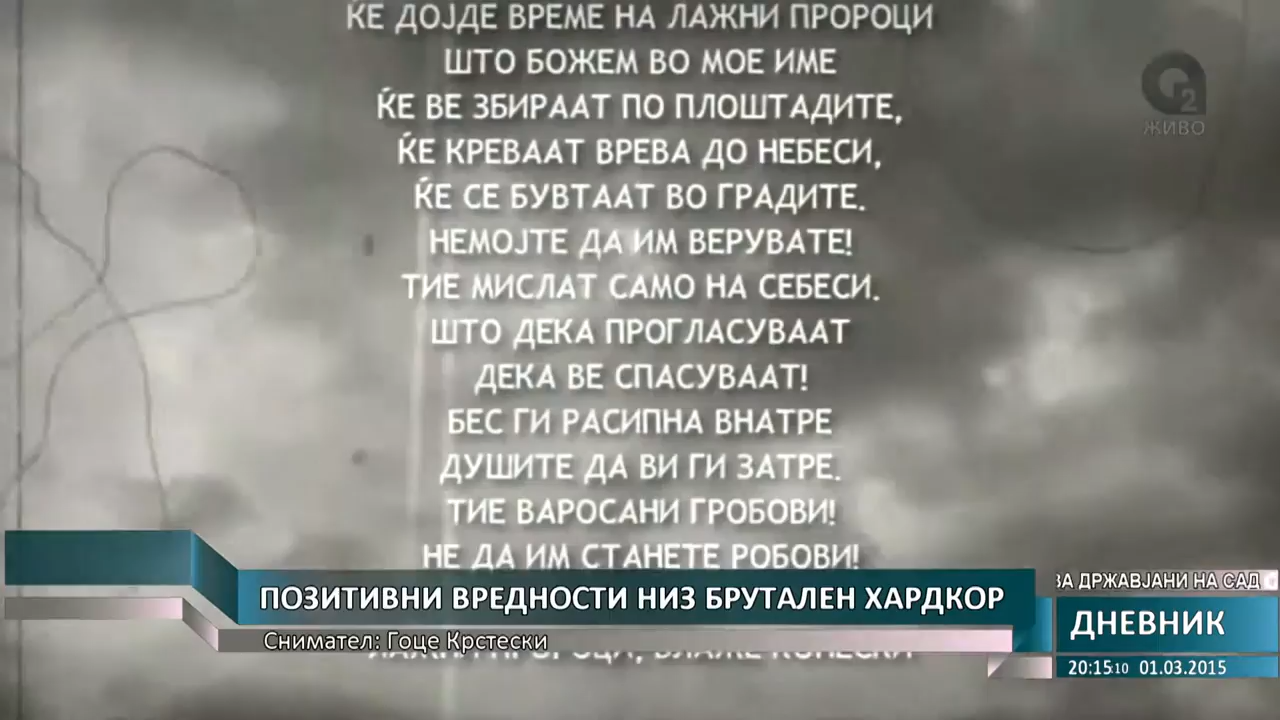 ЌЕ ДОЈДЕ ВРЕМЕ НА ЛАЖНИ ПРОРОЦИ
ШТО БОЖЕМ ВО МОЕ ИМЕ
ЌЕ ВЕ ЗБИРААТ ПО ПЛОШТАДИТЕ,
ЌЕ КРЕВААТ ВРЕВА ДО НЕБЕСИ,
ЌЕ СЕ БУВТААТ ВО ГРАДИТЕ.
НЕМОЈТЕ ДА ИМ ВЕРУВАТЕ!
ТИЕ МИСЛАТ САМО НА СЕБЕСИ.
ШТО ДЕКА ПРОГЛАСУВААТ
ДЕКА ВЕ СПАСУВААТ!
БЕС ГИ РАСИПНА ВНАТРЕ
ДУШИТЕ ДА ВИ ГИ ЗАТРЕ.
ТИЕ ВАРОСАНИ ГРОБОВИ!
НЕ ДА ИМ СТАНЕТЕ РОБОВИ!
2
ЖИВО
ПОЗИТИВНИ ВРЕДНОСТИ НИЗ БРУТАЛЕН ХАРДКОР
Снимател: Гоце Крстески
ЗА ДРЖАВЈАНИ НА САД
ДНЕВНИК
20:15:10 01.03.2015